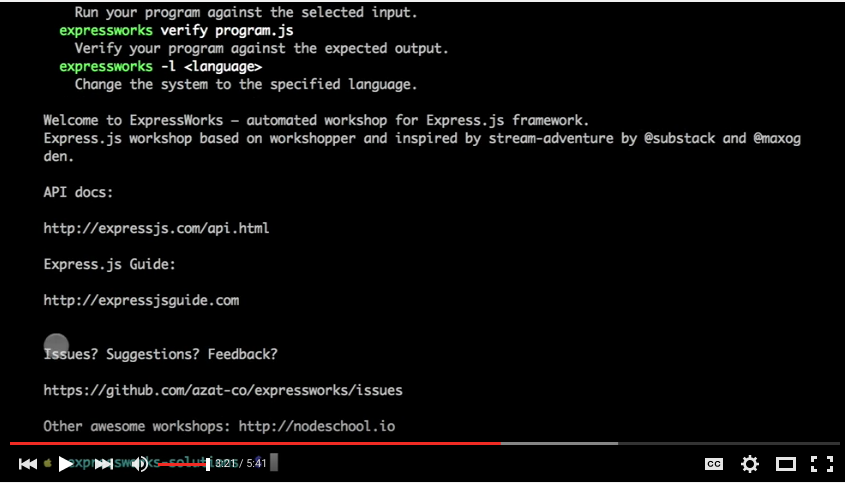 Run your program against the selected input.
expressworks verify program.js
Verify your program against the expected output.
expressworks -l <language>
Change the system to the specified language.
Welcome to ExpressWorks – automated workshop for Express.js framework.
Express.js workshop based on workshopper and inspired by stream-adventure by @substack and @maxog
den.
API docs:
http://expressjs.com/api.html
Express.js Guide:
http://expressjsguide.com
Issues? Suggestions? Feedback?
https://github.com/azat-co/expressworks/issues
Other awesome workshops: http://nodeschool.io
expressworks-solutions 3:21 / 5:41
CC